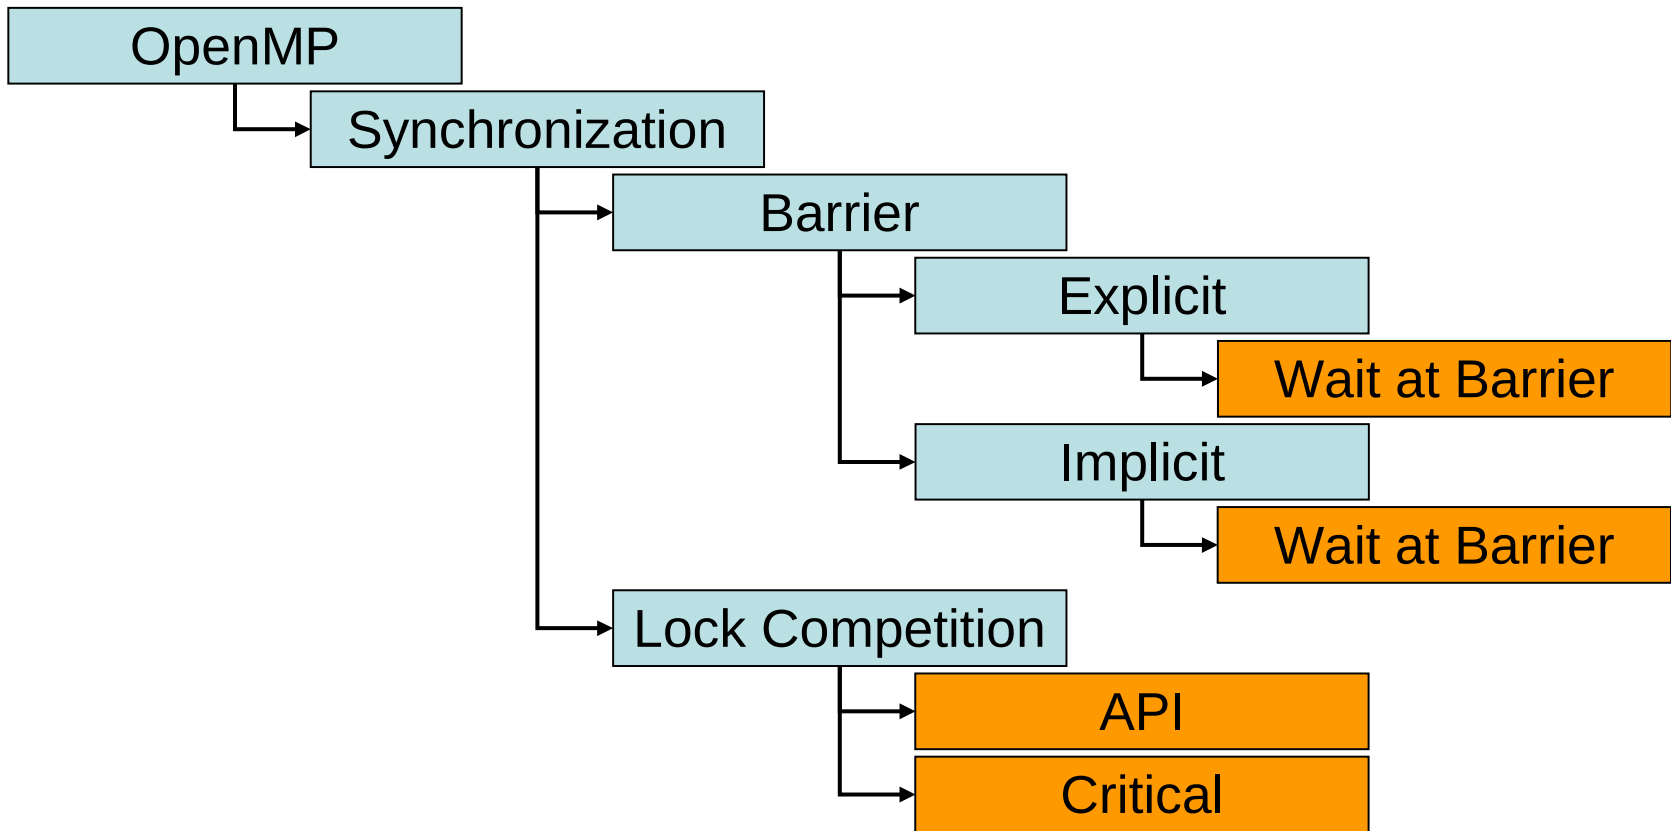 OpenMP
Synchronization
Barrier
Explicit
Wait at Barrier
Implicit
Wait at Barrier
Lock Competition
API
Critical